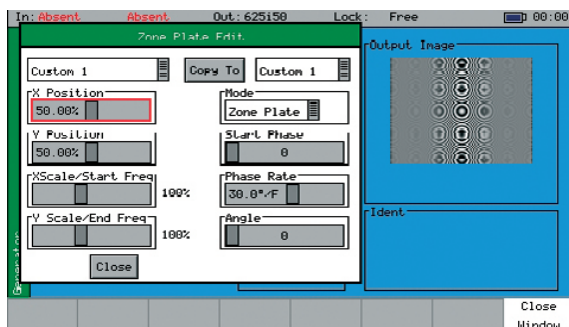 In: Absent Absent Out: 625i50 Lock: Free 00:00
Zone Plate Edit.
Custom 1 Copy To Custom 1
X Position Mode
50.00% Zone Plate
Y Position Start Phase
50.00% 0
XScale/Start Freq Phase Rate
100% 30.0°/F
Y Scale/End Freq Angle
100% 0
Close
Output Image
Ident
Generator
Close
Window